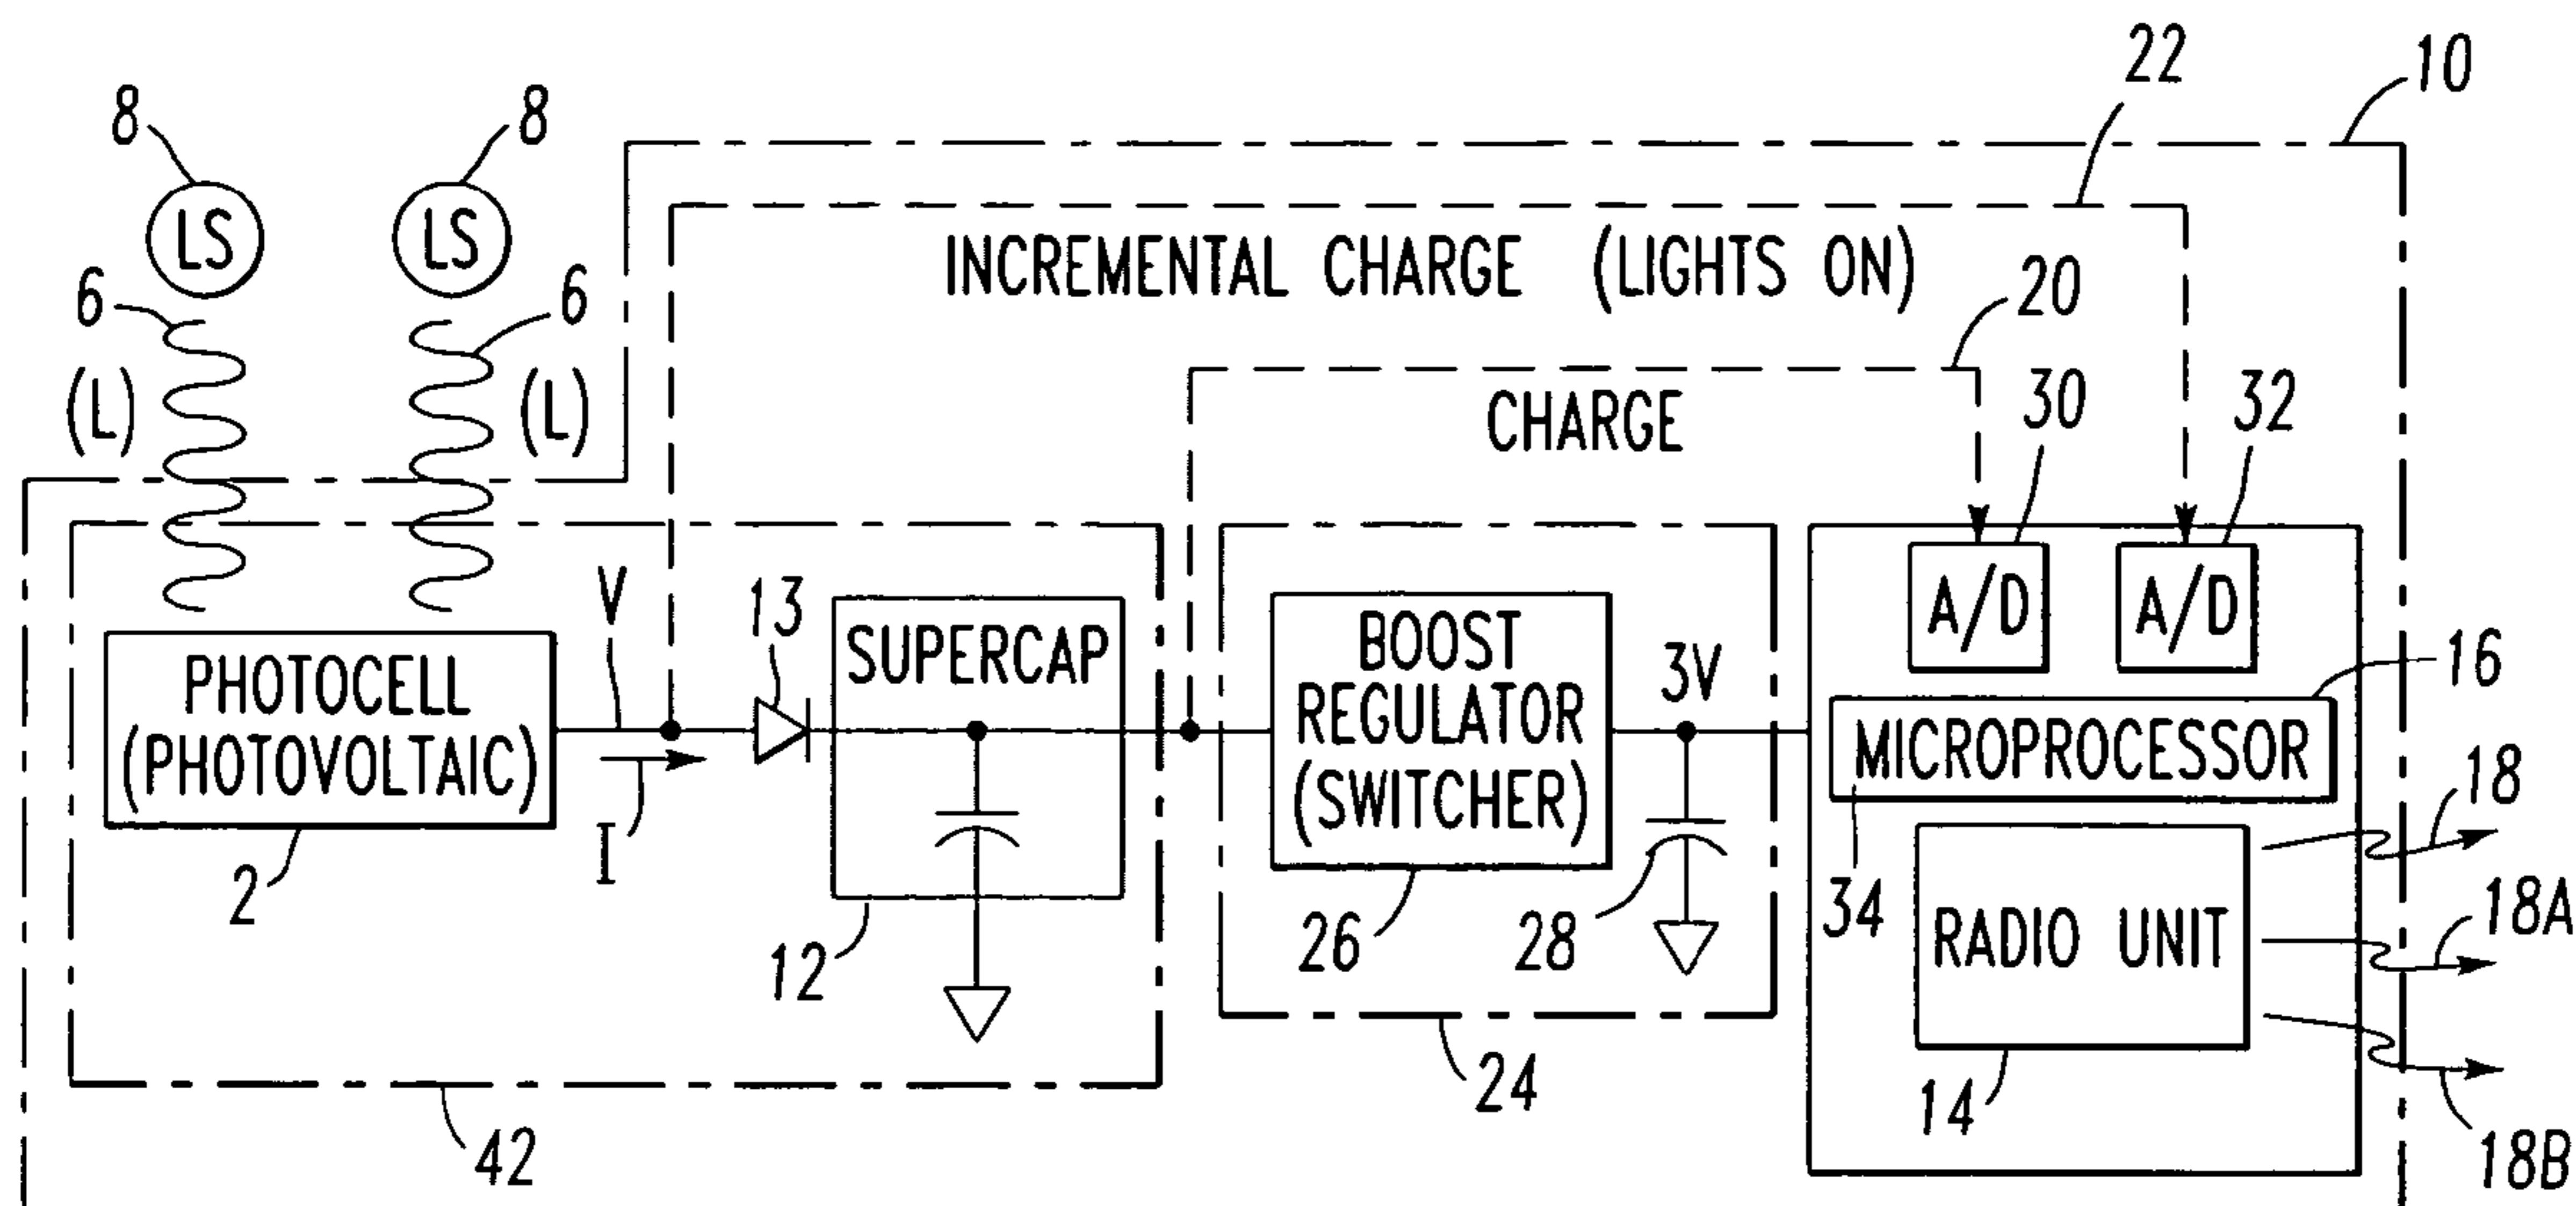 22
10
8
8
LS
LS
INCREMENTAL CHARGE (LIGHTS ON)
20
6
6
(L)
(L)
CHARGE
30
32
V
13
SUPERCAP
BOOST
REGULATOR
(SWITCHER)
3V
A/D
A/D
16
PHOTOCELL
(PHOTOVOLTAIC)
MICROPROCESSOR
18
I
2
12
26
28
34
RADIO UNIT
18A
14
24
42
18B